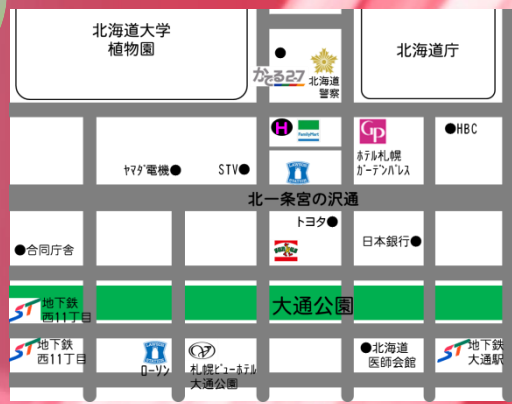 北海道大学
植物園
北海道庁
かでる27
北海道
警察
H
FamilyMart
GP
ホテル札幌
ガーデンパレス
●HBC
ヤマダ電機●
STV●
LAWSON
北一条宮の沢通
トヨタ●
日本銀行●
●合同庁舎
大通公園
ST
地下鉄
西11丁目
ST
地下鉄
西11丁目
LAWSON
ローソン
札幌ビューホテル
大通公園
●北海道
医師会館
ST
地下鉄
大通駅